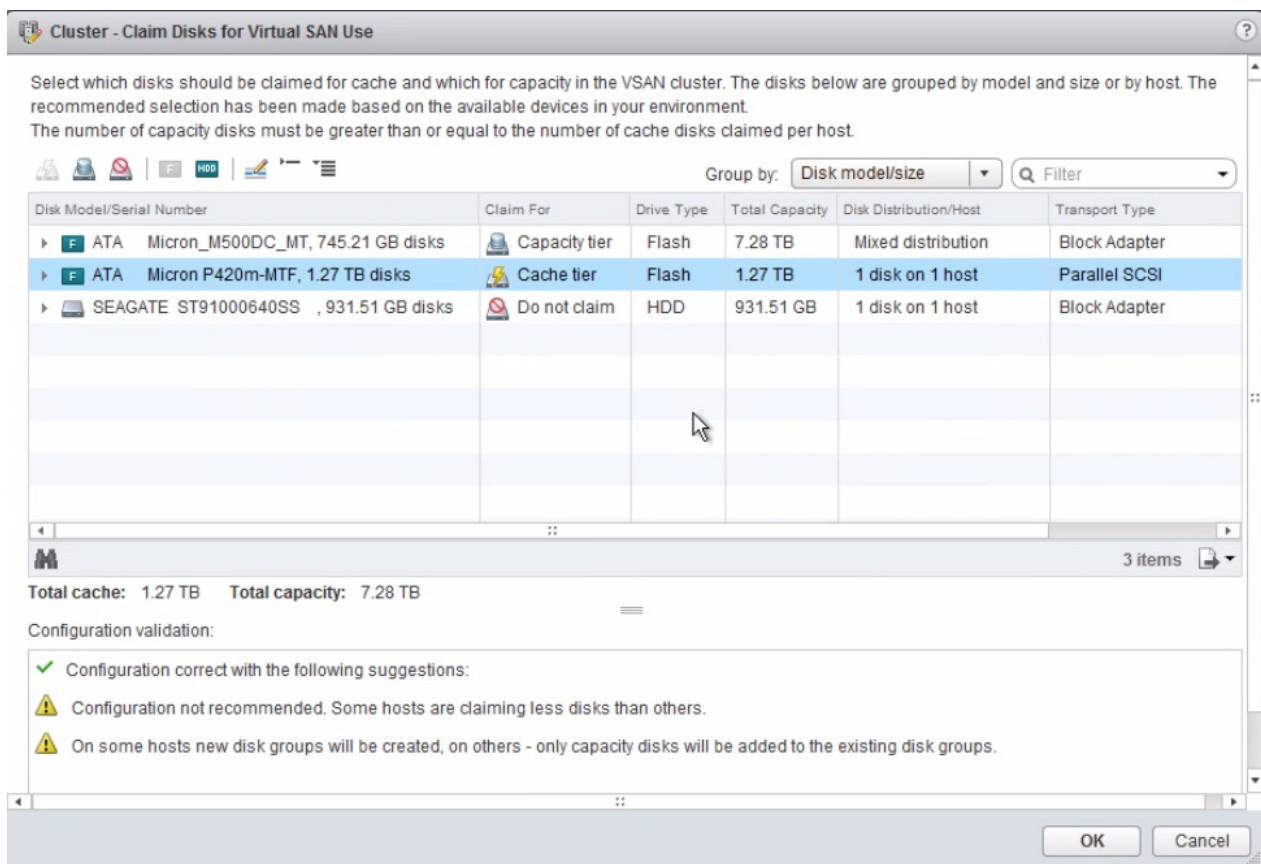 Cluster - Claim Disks for Virtual SAN Use
?
Select which disks should be claimed for cache and which for capacity in the VSAN cluster. The disks below are grouped by model and size or by host. The
recommended selection has been made based on the available devices in your environment.
The number of capacity disks must be greater than or equal to the number of cache disks claimed per host.
F HDD Group by: Disk model/size Filter
Disk Model/Serial Number Claim For Drive Type Total Capacity Disk Distribution/Host Transport Type
F ATA Micron_M500DC_MT, 745.21 GB disks Capacity tier Flash 7.28 TB Mixed distribution Block Adapter
F ATA Micron P420m-MTF, 1.27 TB disks Cache tier Flash 1.27 TB 1 disk on 1 host Parallel SCSI
SEAGATE ST91000640SS , 931.51 GB disks Do not claim HDD 931.51 GB 1 disk on 1 host Block Adapter
3 items
Total cache: 1.27 TB Total capacity: 7.28 TB
Configuration validation:
Configuration correct with the following suggestions:
Configuration not recommended. Some hosts are claiming less disks than others.
On some hosts new disk groups will be created, on others - only capacity disks will be added to the existing disk groups.
OK Cancel